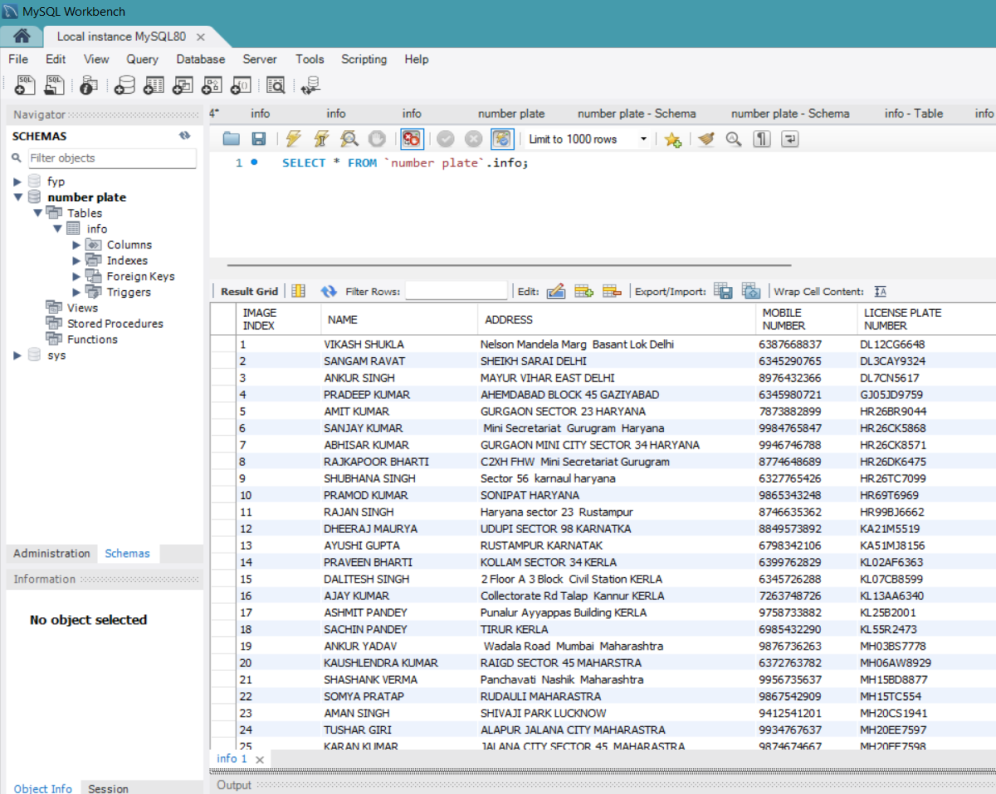 MySQL Workbench
Local instance MySQL80
File Edit View Query Database Server Tools Scripting Help
Navigator
SCHEMAS
Filter objects
fyp
number plate
Tables
info
Columns
Indexes
Foreign Keys
Triggers
Views
Stored Procedures
Functions
sys
Administration Schemas
Information
No object selected
Object Info Session
4* info info info number plate number plate - Schema number plate - Schema info - Table info
Limit to 1000 rows
1 SELECT * FROM `number plate`.info;
Result Grid Filter Rows: Edit: Export/Import: Wrap Cell Content:
IMAGE INDEX NAME ADDRESS MOBILE NUMBER LICENSE PLATE NUMBER
1 VIKASH SHUKLA Nelson Mandela Marg Basant Lok Delhi 6387668837 DL12CG6648
2 SANGAM RAVAT SHEIKH SARAI DELHI 6345290765 DL3CAY9324
3 ANKUR SINGH MAYUR VIHAR EAST DELHI 8976432366 DL7CN5617
4 PRADEEP KUMAR AHEMDABAD BLOCK 45 GAZIYABAD 6345980721 GJ05JD9759
5 AMIT KUMAR GURGAON SECTOR 23 HARYANA 7873882899 HR26BR9044
6 SANJAY KUMAR Mini Secretariat Gurugram Haryana 9984765847 HR26CK5868
7 ABHISAR KUMAR GURGAON MINI CITY SECTOR 34 HARYANA 9946746788 HR26CK8571
8 RAJKAPOOR BHARTI C2XH FHW Mini Secretariat Gurugram 8774648689 HR26DK6475
9 SHUBHANA SINGH Sector 56 karnaul haryana 6327765426 HR26TC7099
10 PRAMOD KUMAR SONIPAT HARYANA 9865343248 HR69T6969
11 RAJAN SINGH Haryana sector 23 Rustampur 8746635362 HR99BJ6662
12 DHEERAJ MAURYA UDUPI SECTOR 98 KARNATKA 8849573892 KA21M5519
13 AYUSHI GUPTA RUSTAMPUR KARNATAK 6798342106 KA51MJ8156
14 PRAVEEN BHARTI KOLLAM SECTOR 34 KERLA 6399762829 KL02AF6363
15 DALITESH SINGH 2 Floor A 3 Block Civil Station KERLA 6345726288 KL07CB8599
16 AJAY KUMAR Collectorate Rd Talap Kannur KERLA 7263748726 KL13AA6340
17 ASHMIT PANDEY Punalur Ayyappas Building KERLA 9758733882 KL25B2001
18 SACHIN PANDEY TIRUR KERLA 6985432290 KL55R2473
19 ANKUR YADAV Wadala Road Mumbai Maharashtra 9876736263 MH03BS7778
20 KAUSHLENDRA KUMAR RAIGD SECTOR 45 MAHARSTRA 6372763782 MH06AW8929
21 SHASHANK VERMA Panchavati Nashik Maharashtra 9956735637 MH15BD8877
22 SOMYA PRATAP RUDAULI MAHARASTRA 9867542909 MH15TC554
23 AMAN SINGH SHIVAJI PARK LUCKNOW 9412541201 MH20CS1941
24 TUSHAR GIRI ALAPUR JALANA CITY MAHARASTRA 9934767637 MH20EE7597
25 KARAN KUMAR JALANA CITY SECTOR 45 MAHARASTRA 9874674667 MH20EE7598
info 1
Output